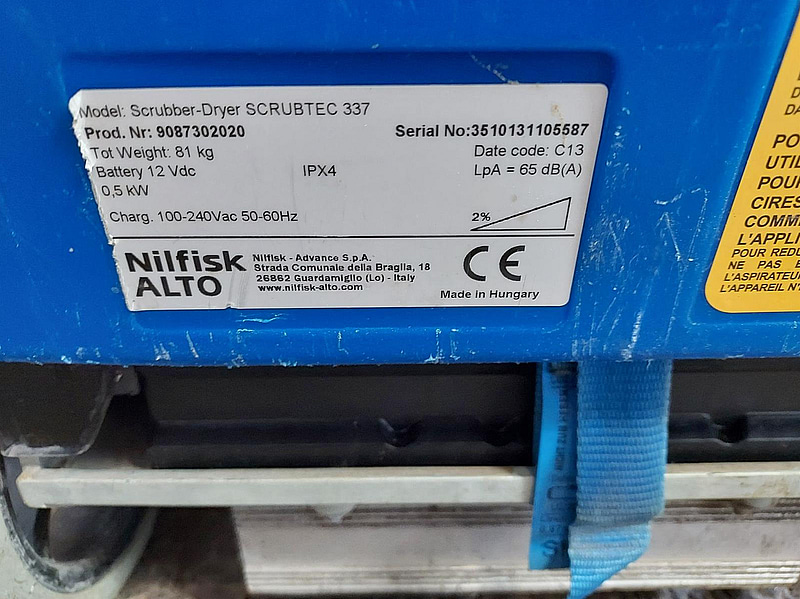 Model: Scrubber-Dryer SCRUBTEC 337
Prod. Nr: 9087302020 Serial No:3510131105587
Tot Weight: 81 kg Date code: C13
Battery 12 Vdc IPX4 LpA = 65 dB(A)
0,5 kW
Charg. 100-240Vac 50-60Hz 2%
Nilfisk
ALTO
Nilfisk - Advance S.p.A.
Strada Comunale della Braglia, 18
26862 Guardamiglio (Lo) - Italy
www.nilfisk-alto.com
CE
Made in Hungary
D
DA
PO
UTIL
POUR
CIRES
COMM
L'APPLI
POUR RED
NE PAS E
L'ASPIRATEU
L'APPAREIL N'